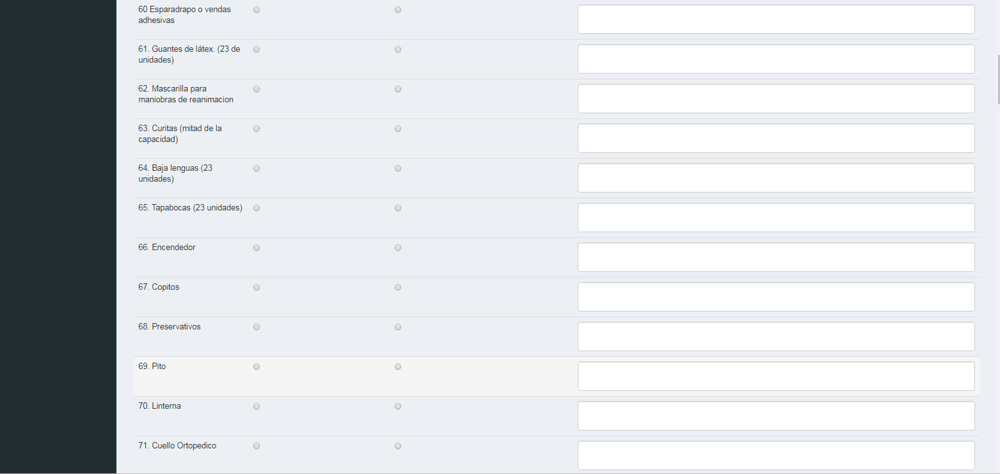 60 Esparadrapo o vendas
adhesivas
61. Guantes de látex. (23 de
unidades)
62. Mascarilla para
maniobras de reanimacion
63. Curitas (mitad de la
capacidad)
64. Baja lenguas (23
unidades)
65. Tapabocas (23 unidades)
66. Encendedor
67. Copitos
68. Preservativos
69. Pito
70. Linterna
71. Cuello Ortopedico